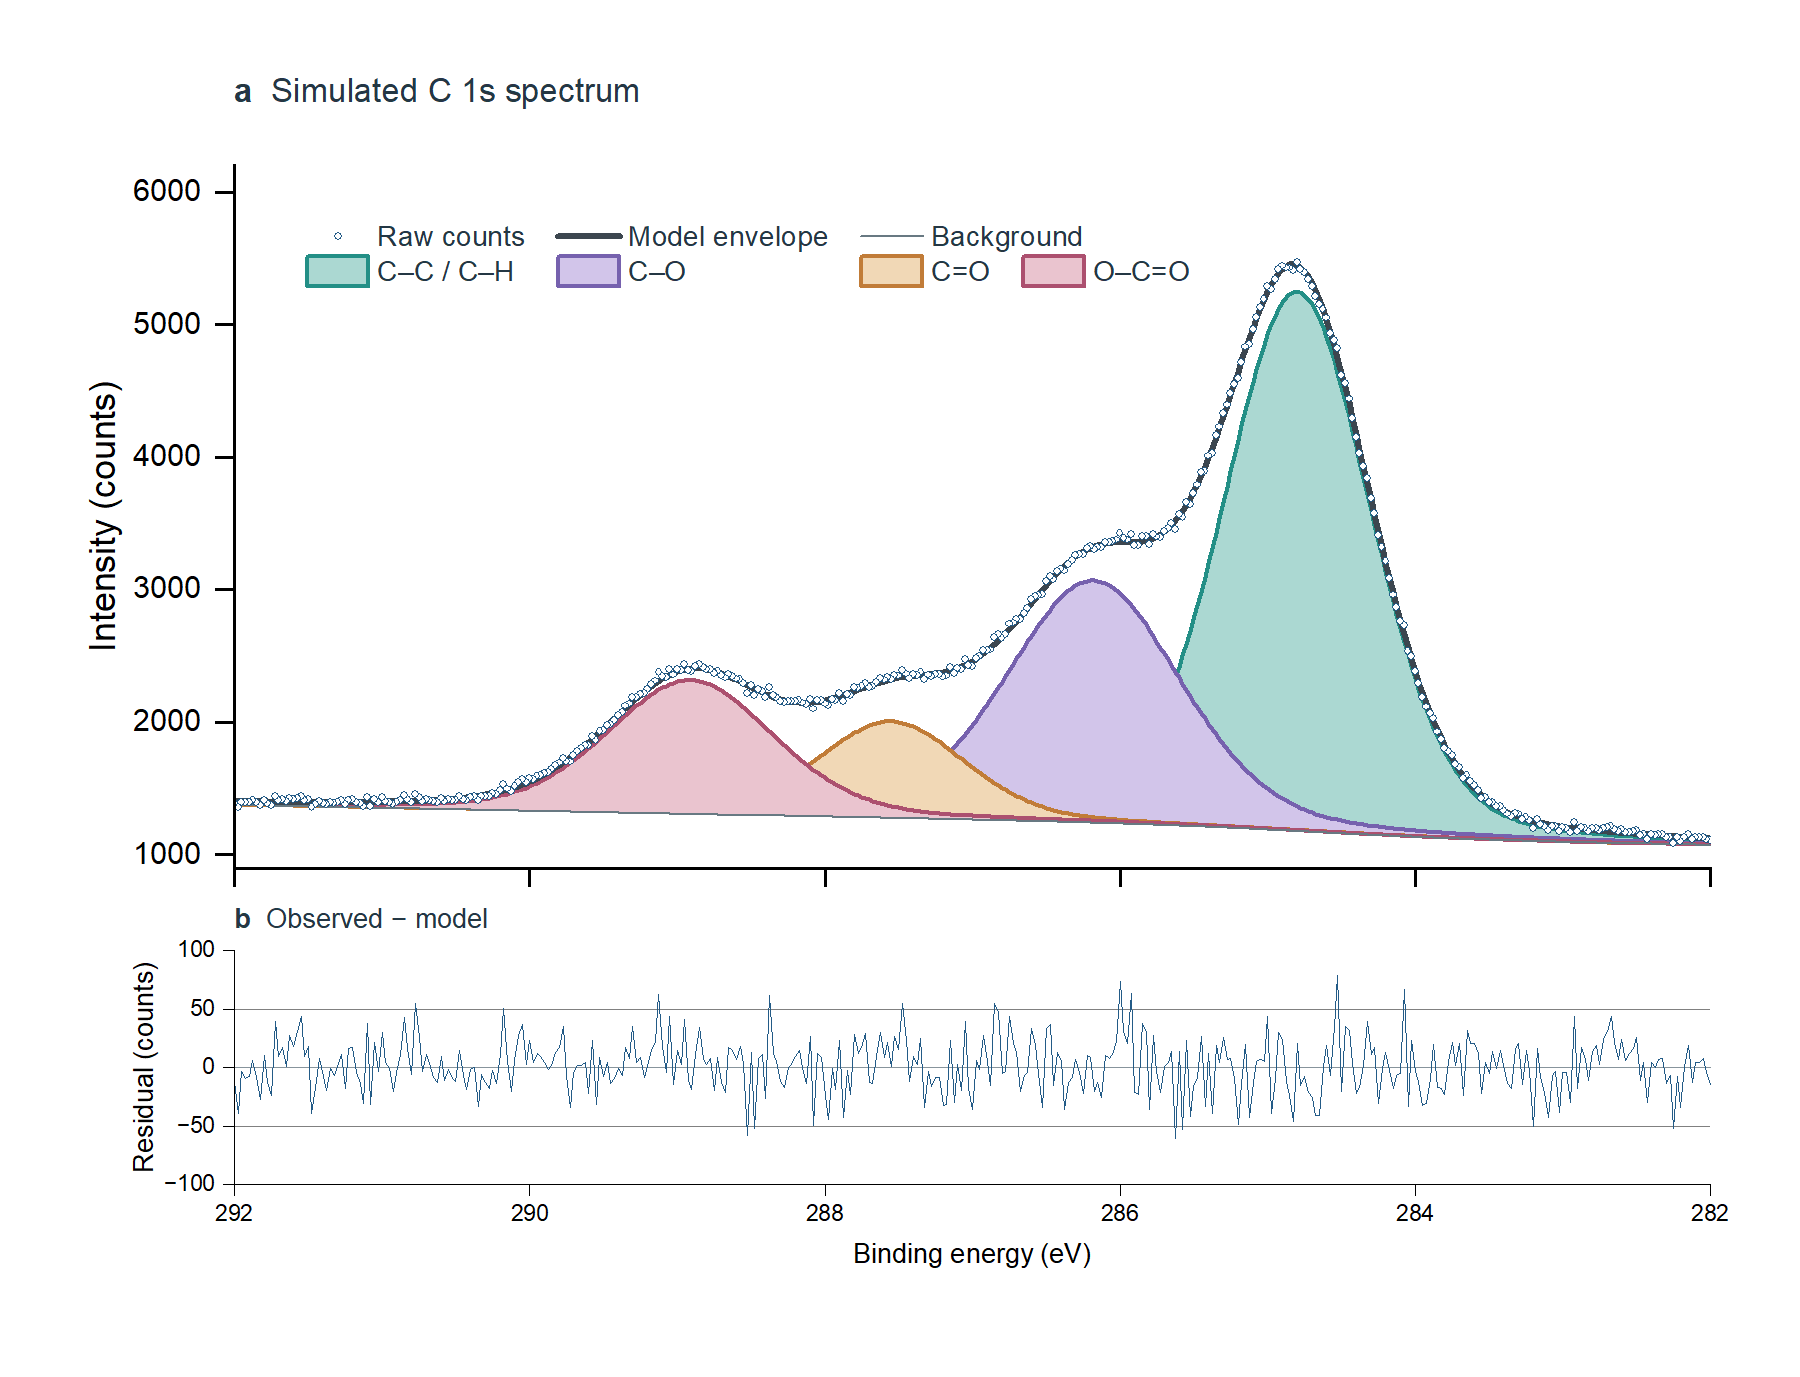 a Simulated C 1s spectrum
6000
5000
4000
3000
2000
1000
Intensity (counts)
Raw counts Model envelope Background
C–C / C–H C–O C=O O–C=O
b Observed − model
100
50
0
−50
−100
Residual (counts)
292 290 288 286 284 282
Binding energy (eV)